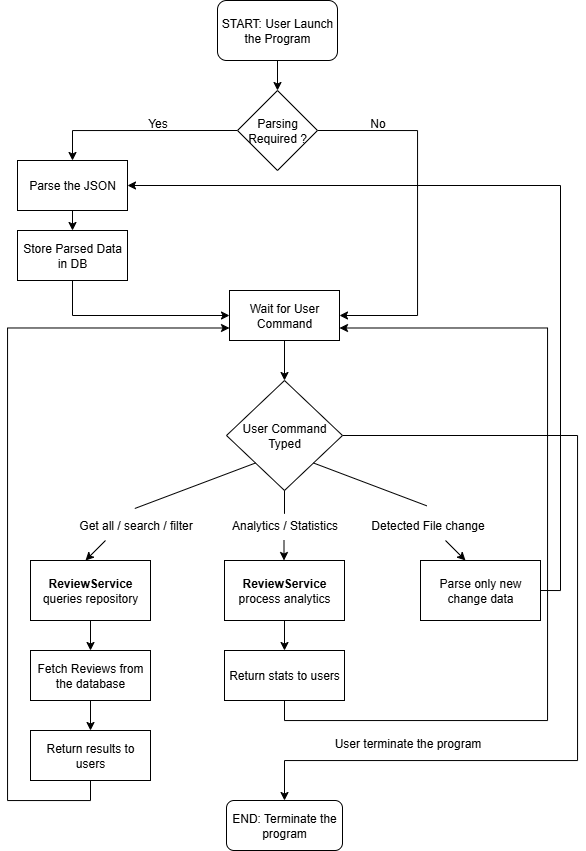 START: User Launch
the Program
Parsing
Required ?
Yes
No
Parse the JSON
Store Parsed Data
in DB
Wait for User
Command
User Command
Typed
Get all / search / filter
Analytics / Statistics
Detected File change
ReviewService
queries repository
ReviewService
process analytics
Parse only new
change data
Fetch Reviews from
the database
Return stats to users
Return results to
users
User terminate the program
END: Terminate the
program